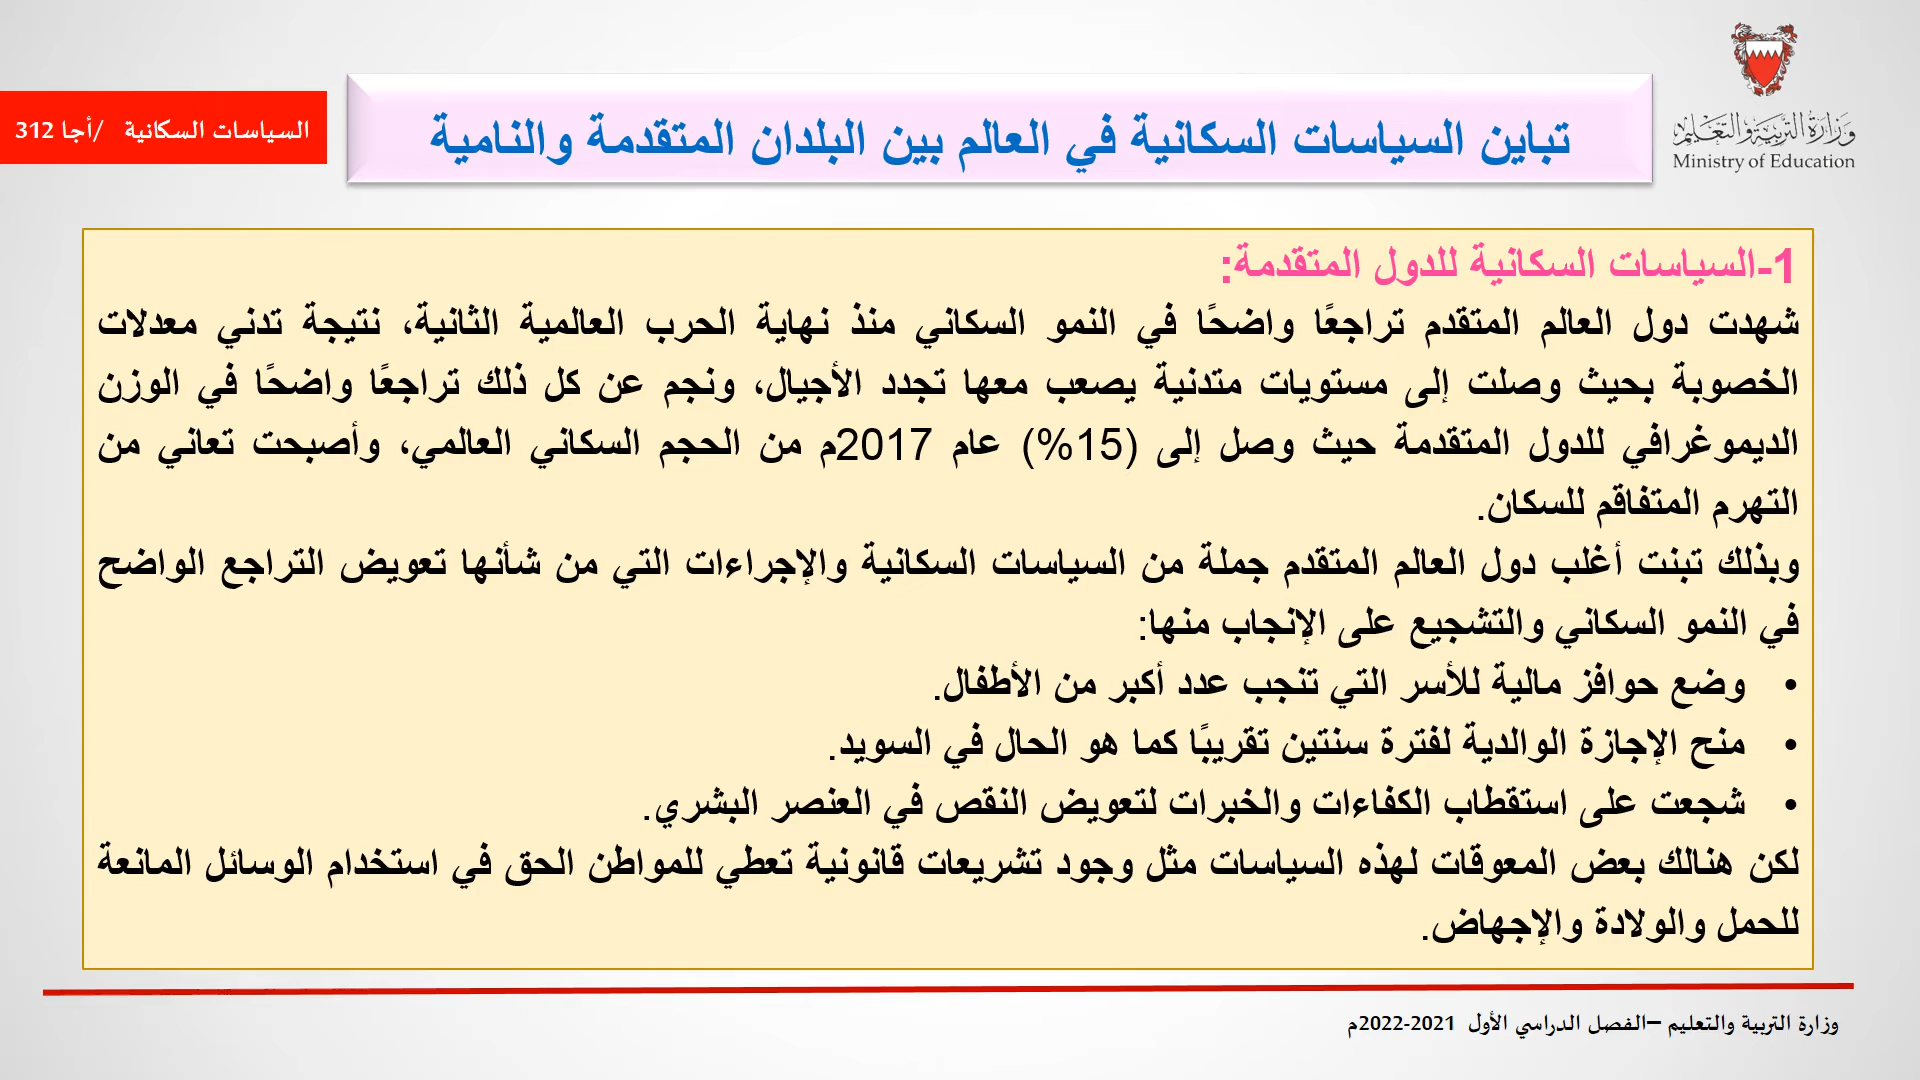 وزارة التربية والتعليم
Ministry of Education
السياسات السكانية /أجا 312
تباين السياسات السكانية في العالم بين البلدان المتقدمة والنامية
1-السياسات السكانية للدول المتقدمة:
شهدت دول العالم المتقدم تراجعًا واضحًا في النمو السكاني منذ نهاية الحرب العالمية الثانية، نتيجة تدني معدلات
الخصوبة بحيث وصلت إلى مستويات متدنية يصعب معها تجدد الأجيال، ونجم عن كل ذلك تراجعًا واضحًا في الوزن
الديموغرافي للدول المتقدمة حيث وصل إلى (15%) عام 2017م من الحجم السكاني العالمي، وأصبحت تعاني من
التهرم المتفاقم للسكان.
وبذلك تبنت أغلب دول العالم المتقدم جملة من السياسات السكانية والإجراءات التي من شأنها تعويض التراجع الواضح
في النمو السكاني والتشجيع على الإنجاب منها:
• وضع حوافز مالية للأسر التي تنجب عدد أكبر من الأطفال.
• منح الإجازة الوالدية لفترة سنتين تقريبًا كما هو الحال في السويد.
• شجعت على استقطاب الكفاءات والخبرات لتعويض النقص في العنصر البشري.
لكن هنالك بعض المعوقات لهذه السياسات مثل وجود تشريعات قانونية تعطي للمواطن الحق في استخدام الوسائل المانعة
للحمل والولادة والإجهاض.
وزارة التربية والتعليم –الفصل الدراسي الأول 2021-2022م